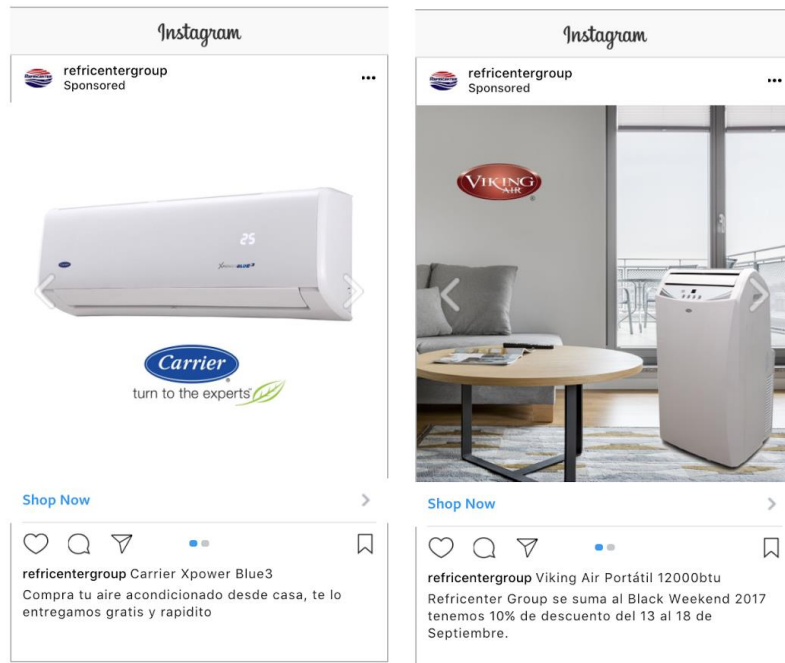 Instagram
refricentergroup
Sponsored
25
Xpower BLUE3
Carrier
turn to the experts
Shop Now
refricentergroup Carrier Xpower Blue3
Compra tu aire acondicionado desde casa, te lo
entregamos gratis y rapidito
Instagram
refricentergroup
Sponsored
VIKING
AIR
Shop Now
refricentergroup Viking Air Portátil 12000btu
Refricenter Group se suma al Black Weekend 2017
tenemos 10% de descuento del 13 al 18 de
Septiembre.